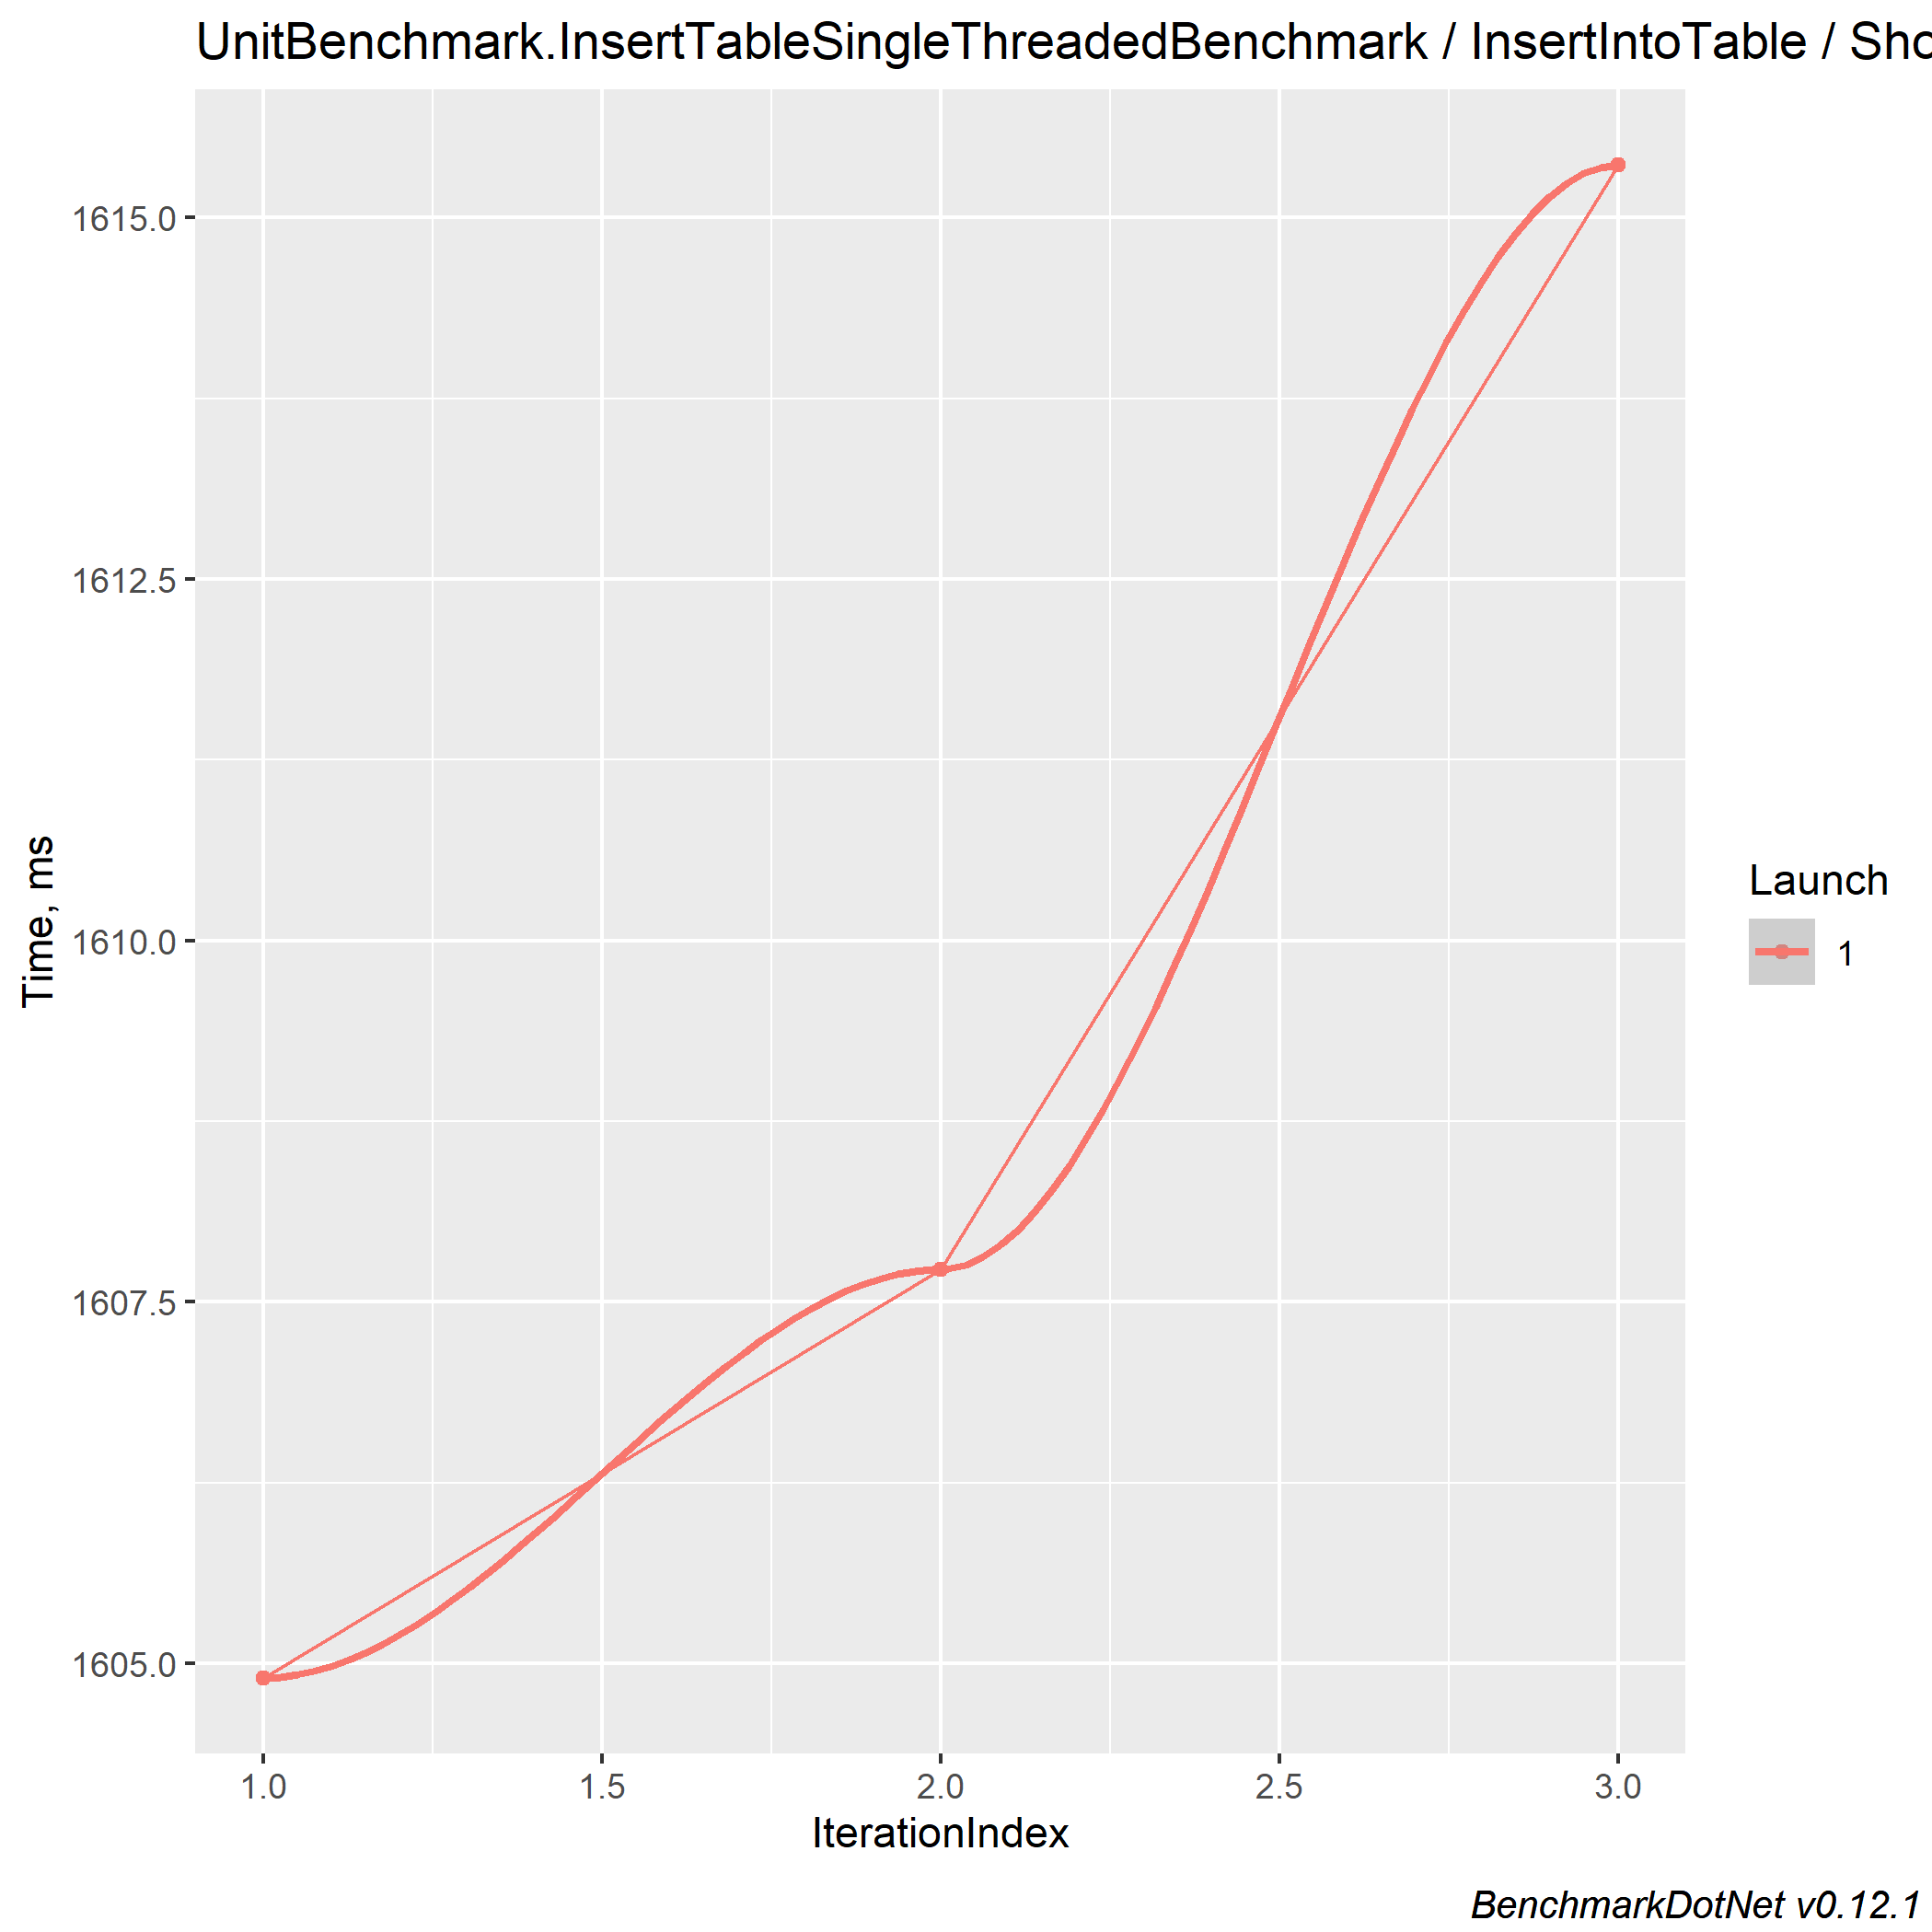 UnitBenchmark.InsertTableSingleThreadedBenchmark / InsertIntoTable / Sho
1615.0
1612.5
1610.0
1607.5
1605.0
Time, ms
1.0 1.5 2.0 2.5 3.0
IterationIndex
Launch
1
BenchmarkDotNet v0.12.1